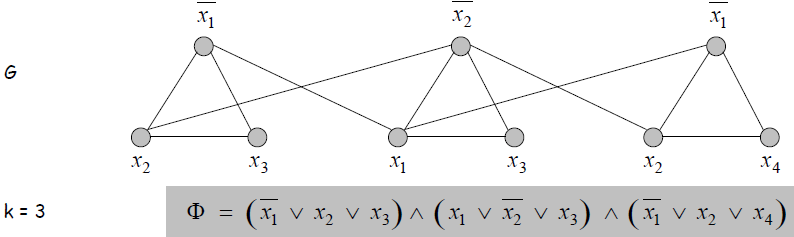 x̅₁ x̅₂ x̅₁
G
x₂ x₃ x₁ x₃ x₂ x₄
k = 3 Φ = (x̅₁ ∨ x₂ ∨ x₃) ∧ (x₁ ∨ x̅₂ ∨ x₃) ∧ (x̅₁ ∨ x₂ ∨ x₄)